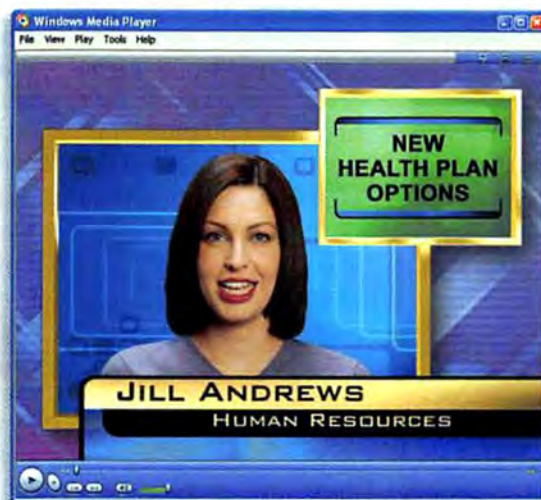 Windows Media Player
File View Play Tools Help
NEW
HEALTH PLAN
OPTIONS
JILL ANDREWS
HUMAN RESOURCES